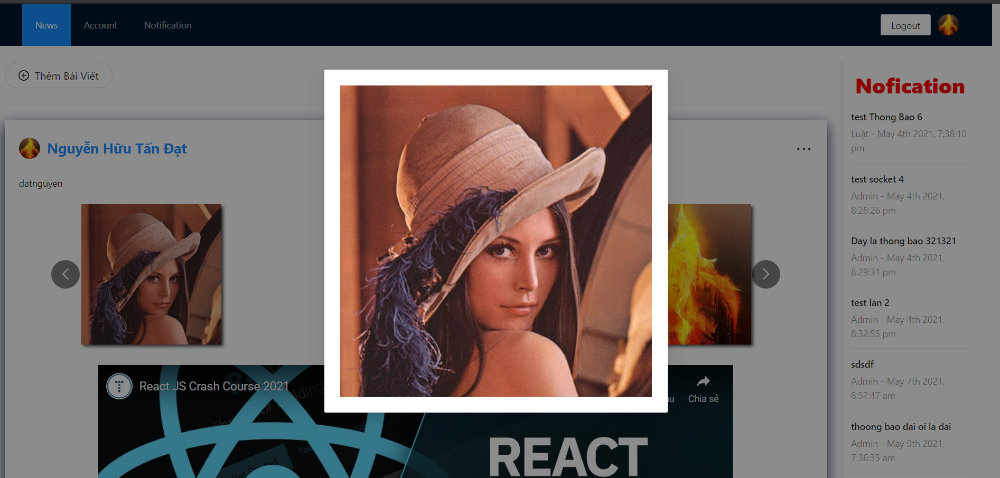 News
Account
Notification
Logout
Thêm Bài Viết
X
Nofication
Nguyễn Hữu Tấn Đạt
datnguyen
test Thong Bao 6
Luật - May 4th 2021, 7:38:10
pm
test socket 4
Admin - May 4th 2021,
8:28:26 pm
Day la thong bao 321321
Admin - May 4th 2021,
8:29:31 pm
test lan 2
Admin - May 4th 2021,
8:32:55 pm
sdsdf
Admin - May 7th 2021,
8:57:47 am
thoong bao dai oi la dai
Admin - May 9th 2021,
7:36:35 am
React JS Crash Course 2021
Chia sẻ
Get Started
REACT